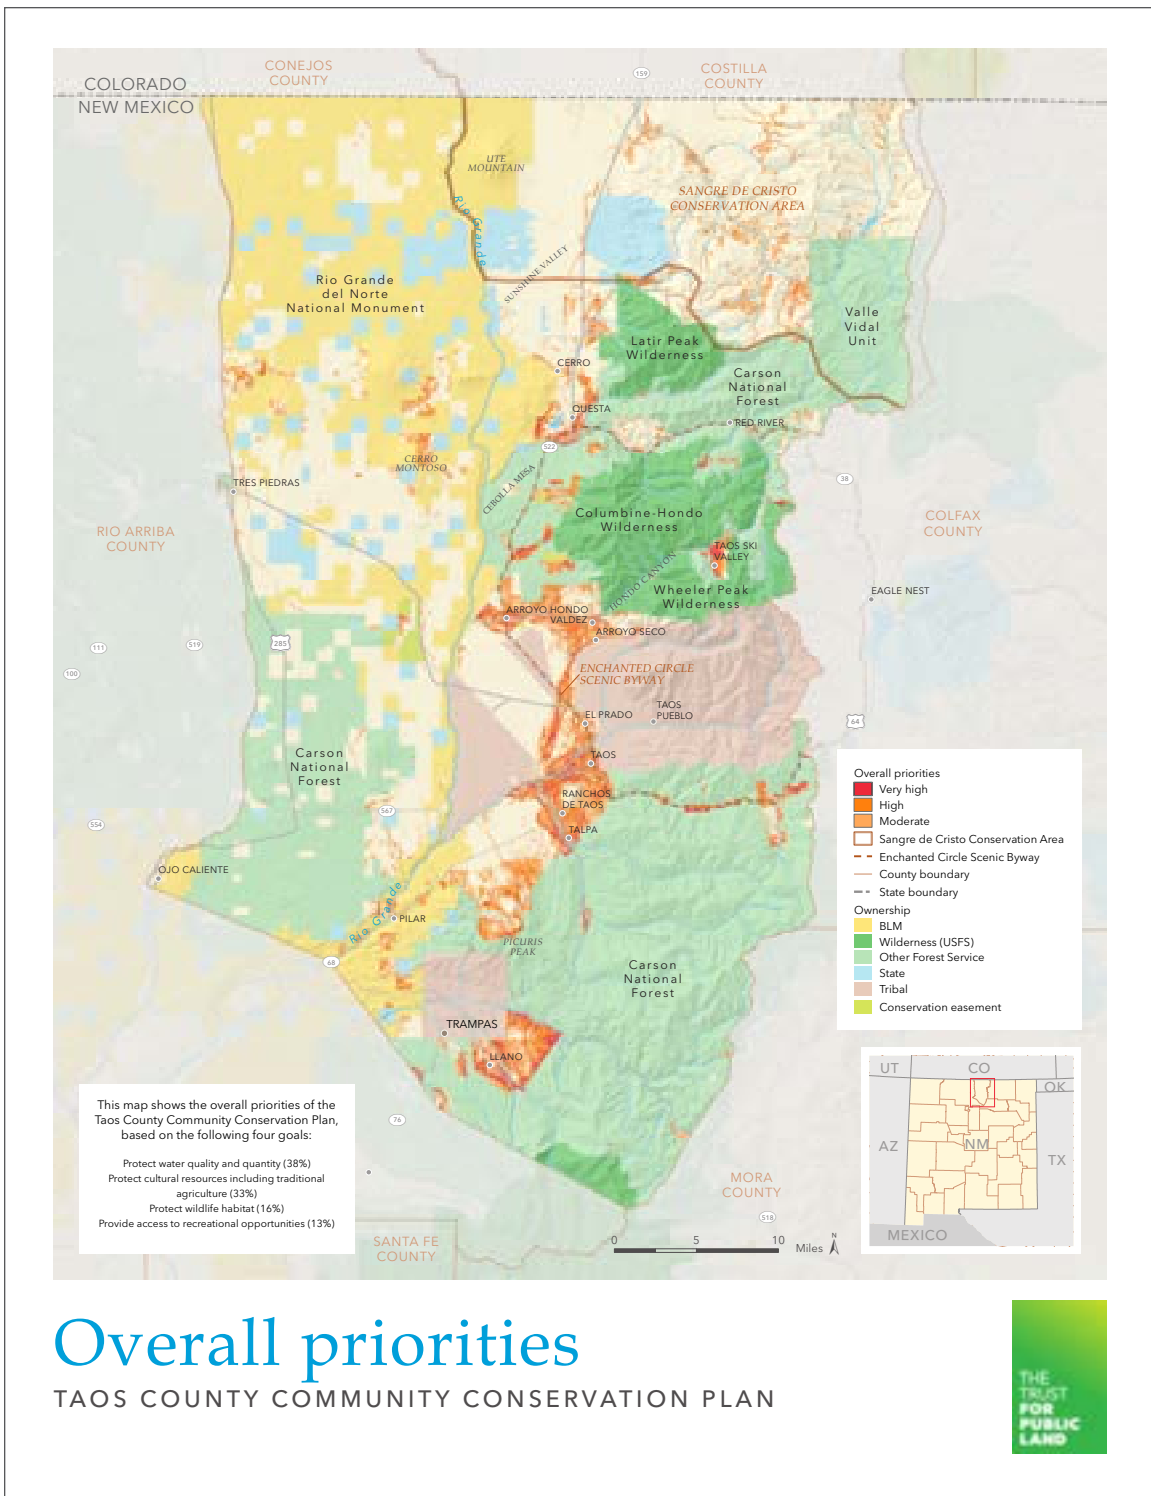 CONEJOS
COUNTY
159
COSTILLA
COUNTY
COLORADO
NEW MEXICO
UTE
MOUNTAIN
SANGRE DE CRISTO
CONSERVATION AREA
Rio Grande
SUNSHINE VALLEY
Rio Grande
del Norte
National Monument
Valle
Vidal
Unit
Latir Peak
Wilderness
CERRO
Carson
National
Forest
QUESTA
RED RIVER
522
CERRO
MONTOSO
CEBOLLA MESA
38
TRES PIEDRAS
Columbine-Hondo
Wilderness
COLFAX
COUNTY
RIO ARRIBA
COUNTY
TAOS SKI
VALLEY
HONDO CANYON
Wheeler Peak
Wilderness
EAGLE NEST
ARROYO HONDO
VALDEZ
ARROYO SECO
111
519
285
100
ENCHANTED CIRCLE
SCENIC BYWAY
TAOS
PUEBLO
EL PRADO
64
Carson
National
Forest
TAOS
RANCHOS
DE TAOS
567
554
TALPA
OJO CALIENTE
Rio Grande
PILAR
PICURIS
PEAK
68
Carson
National
Forest
TRAMPAS
LLANO
76
MORA
COUNTY
518
SANTA FE
COUNTY
Overall priorities
Very high
High
Moderate
Sangre de Cristo Conservation Area
Enchanted Circle Scenic Byway
County boundary
State boundary
Ownership
BLM
Wilderness (USFS)
Other Forest Service
State
Tribal
Conservation easement
UT
CO
OK
AZ
NM
TX
MEXICO
This map shows the overall priorities of the
Taos County Community Conservation Plan,
based on the following four goals:
Protect water quality and quantity (38%)
Protect cultural resources including traditional
agriculture (33%)
Protect wildlife habitat (16%)
Provide access to recreational opportunities (13%)
0 5 10
Miles
N
Overall priorities
TAOS COUNTY COMMUNITY CONSERVATION PLAN
THE
TRUST
FOR
PUBLIC
LAND